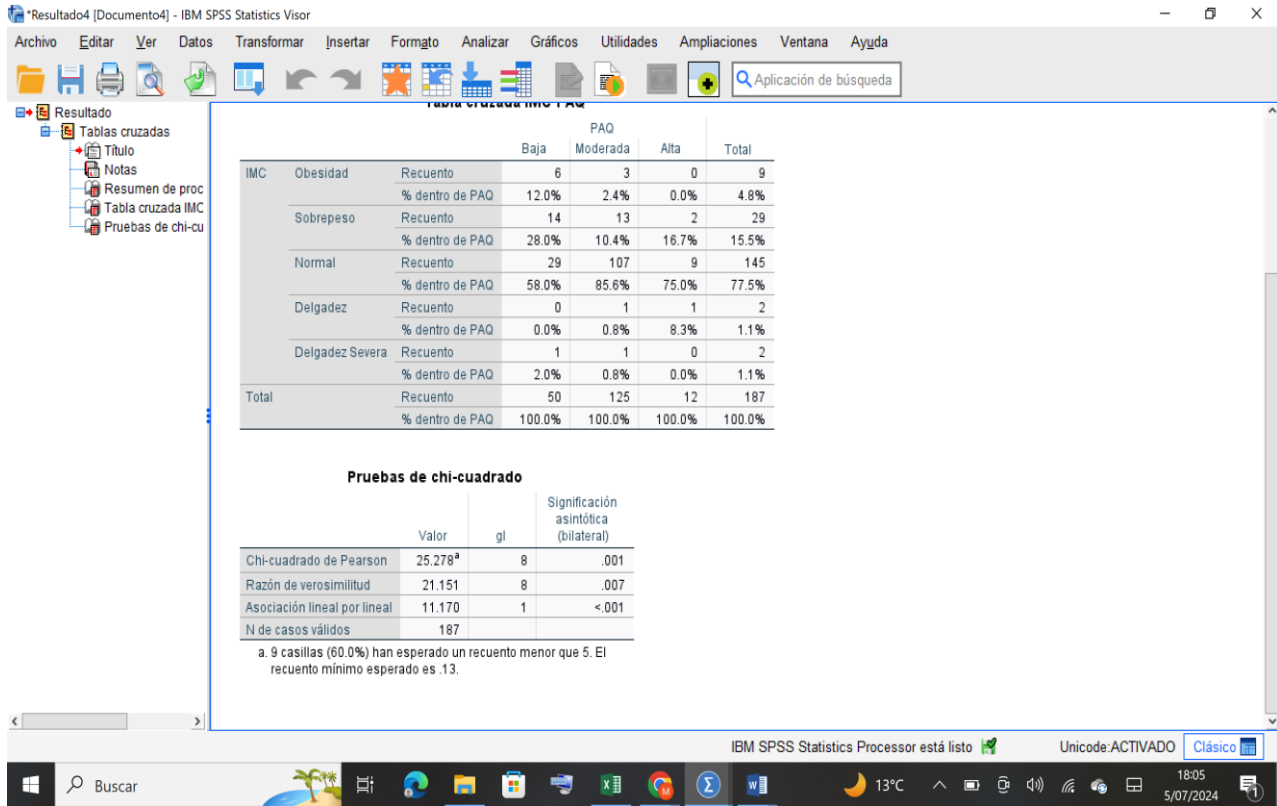 *Resultado4 [Documento4] - IBM SPSS Statistics Visor
Archivo Editar Ver Datos Transformar Insertar Formato Analizar Gráficos Utilidades Ampliaciones Ventana Ayuda
Aplicación de búsqueda
Resultado
Tablas cruzadas
Título
Notas
Resumen de proc
Tabla cruzada IMC
Pruebas de chi-cu
Tabla cruzada IMC PAQ
PAQ
Baja Moderada Alta Total
IMC Obesidad Recuento 6 3 0 9
% dentro de PAQ 12.0% 2.4% 0.0% 4.8%
Sobrepeso Recuento 14 13 2 29
% dentro de PAQ 28.0% 10.4% 16.7% 15.5%
Normal Recuento 29 107 9 145
% dentro de PAQ 58.0% 85.6% 75.0% 77.5%
Delgadez Recuento 0 1 1 2
% dentro de PAQ 0.0% 0.8% 8.3% 1.1%
Delgadez Severa Recuento 1 1 0 2
% dentro de PAQ 2.0% 0.8% 0.0% 1.1%
Total Recuento 50 125 12 187
% dentro de PAQ 100.0% 100.0% 100.0% 100.0%
Pruebas de chi-cuadrado
Valor gl Significación asintótica (bilateral)
Chi-cuadrado de Pearson 25.278ª 8 .001
Razón de verosimilitud 21.151 8 .007
Asociación lineal por lineal 11.170 1 <.001
N de casos válidos 187
a. 9 casillas (60.0%) han esperado un recuento menor que 5. El
recuento mínimo esperado es .13.
IBM SPSS Statistics Processor está listo Unicode:ACTIVADO Clásico
Buscar 13°C 18:05
5/07/2024